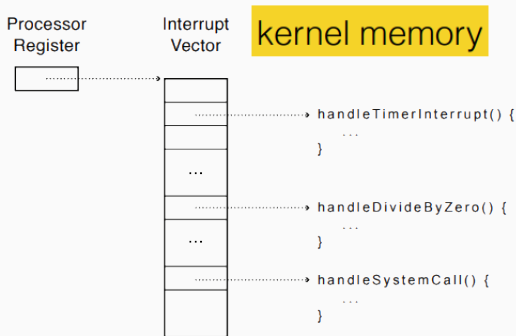 Processor
Register
Interrupt
Vector
kernel memory
handleTimerInterrupt() {
...
}
...
handleDivideByZero() {
...
}
...
handleSystemCall() {
...
}